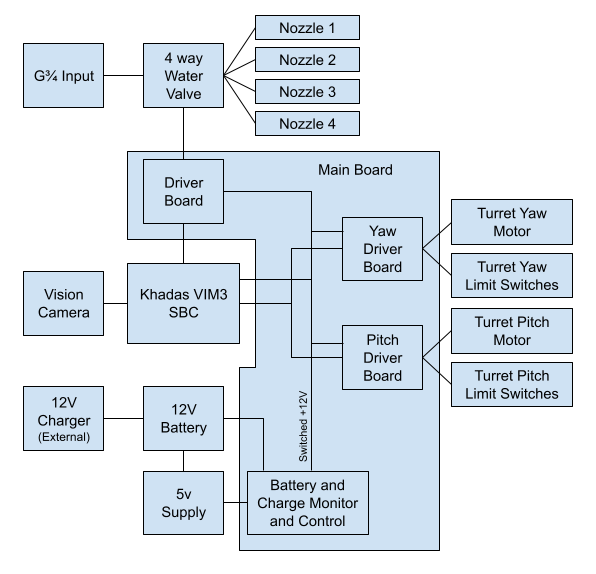 G¾ Input
4 way
Water
Valve
Nozzle 1
Nozzle 2
Nozzle 3
Nozzle 4
Main Board
Driver
Board
Yaw
Driver
Board
Turret Yaw
Motor
Turret Yaw
Limit Switches
Vision
Camera
Khadas VIM3
SBC
Pitch
Driver
Board
Turret Pitch
Motor
Turret Pitch
Limit Switches
12V
Charger
(External)
12V
Battery
Switched +12V
5v
Supply
Battery and
Charge Monitor
and Control